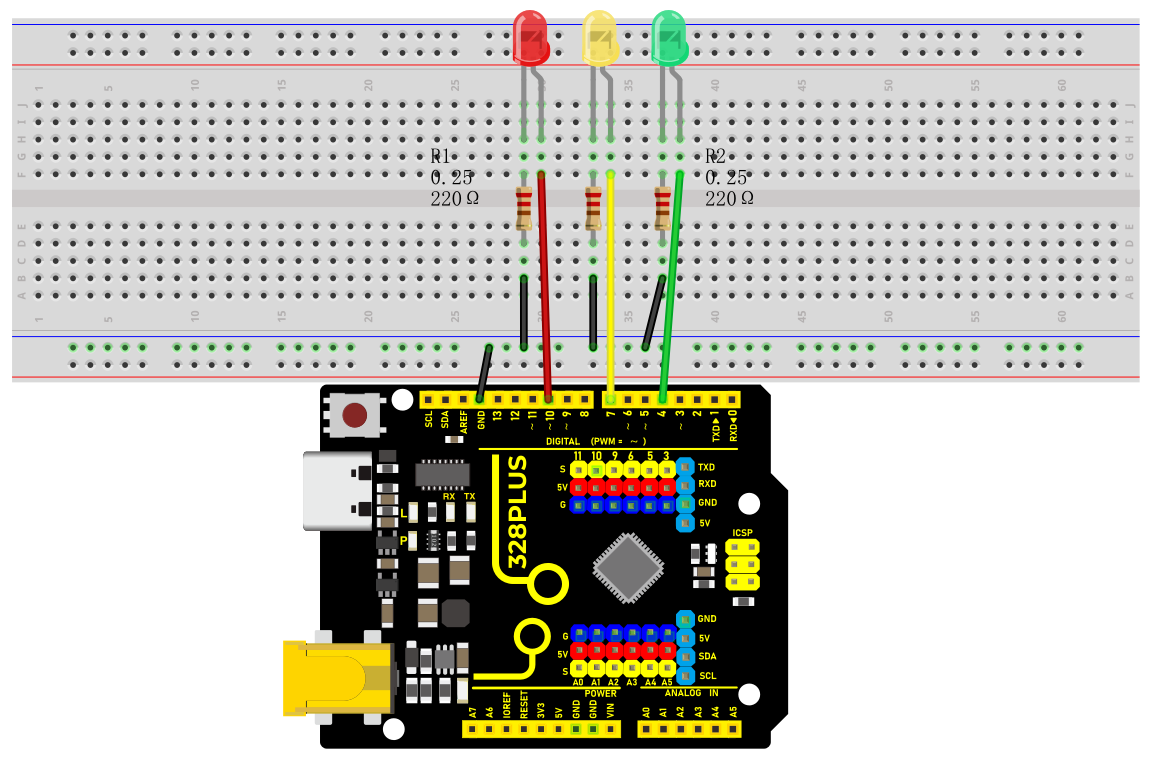 1 5 10 15 20 25 35 40 45 50 55 60
J J
I I
H H
G G
F F
R1
0.25
220Ω
R2
0.25
220Ω
E E
D D
C C
B B
A A
1 5 10 15 20 25 35 40 45 50 55 60
SCL SDA AREF GND 13 12 ~11 ~10 ~9 8 7 ~6 ~5 4 ~3 2 TXD▶1 RXD◀0
DIGITAL (PWM = ~ )
11 10 9 6 5 3
S
5V
G
TXD
RXD
GND
5V
328PLUS
RX TX
L
P
ICSP
G
5V
S
A0 A1 A2 A3 A4 A5
GND
5V
SDA
SCL
POWER
ANALOG IN
A7 A6 IOREF RESET 3V3 5V GND GND VIN A0 A1 A2 A3 A4 A5